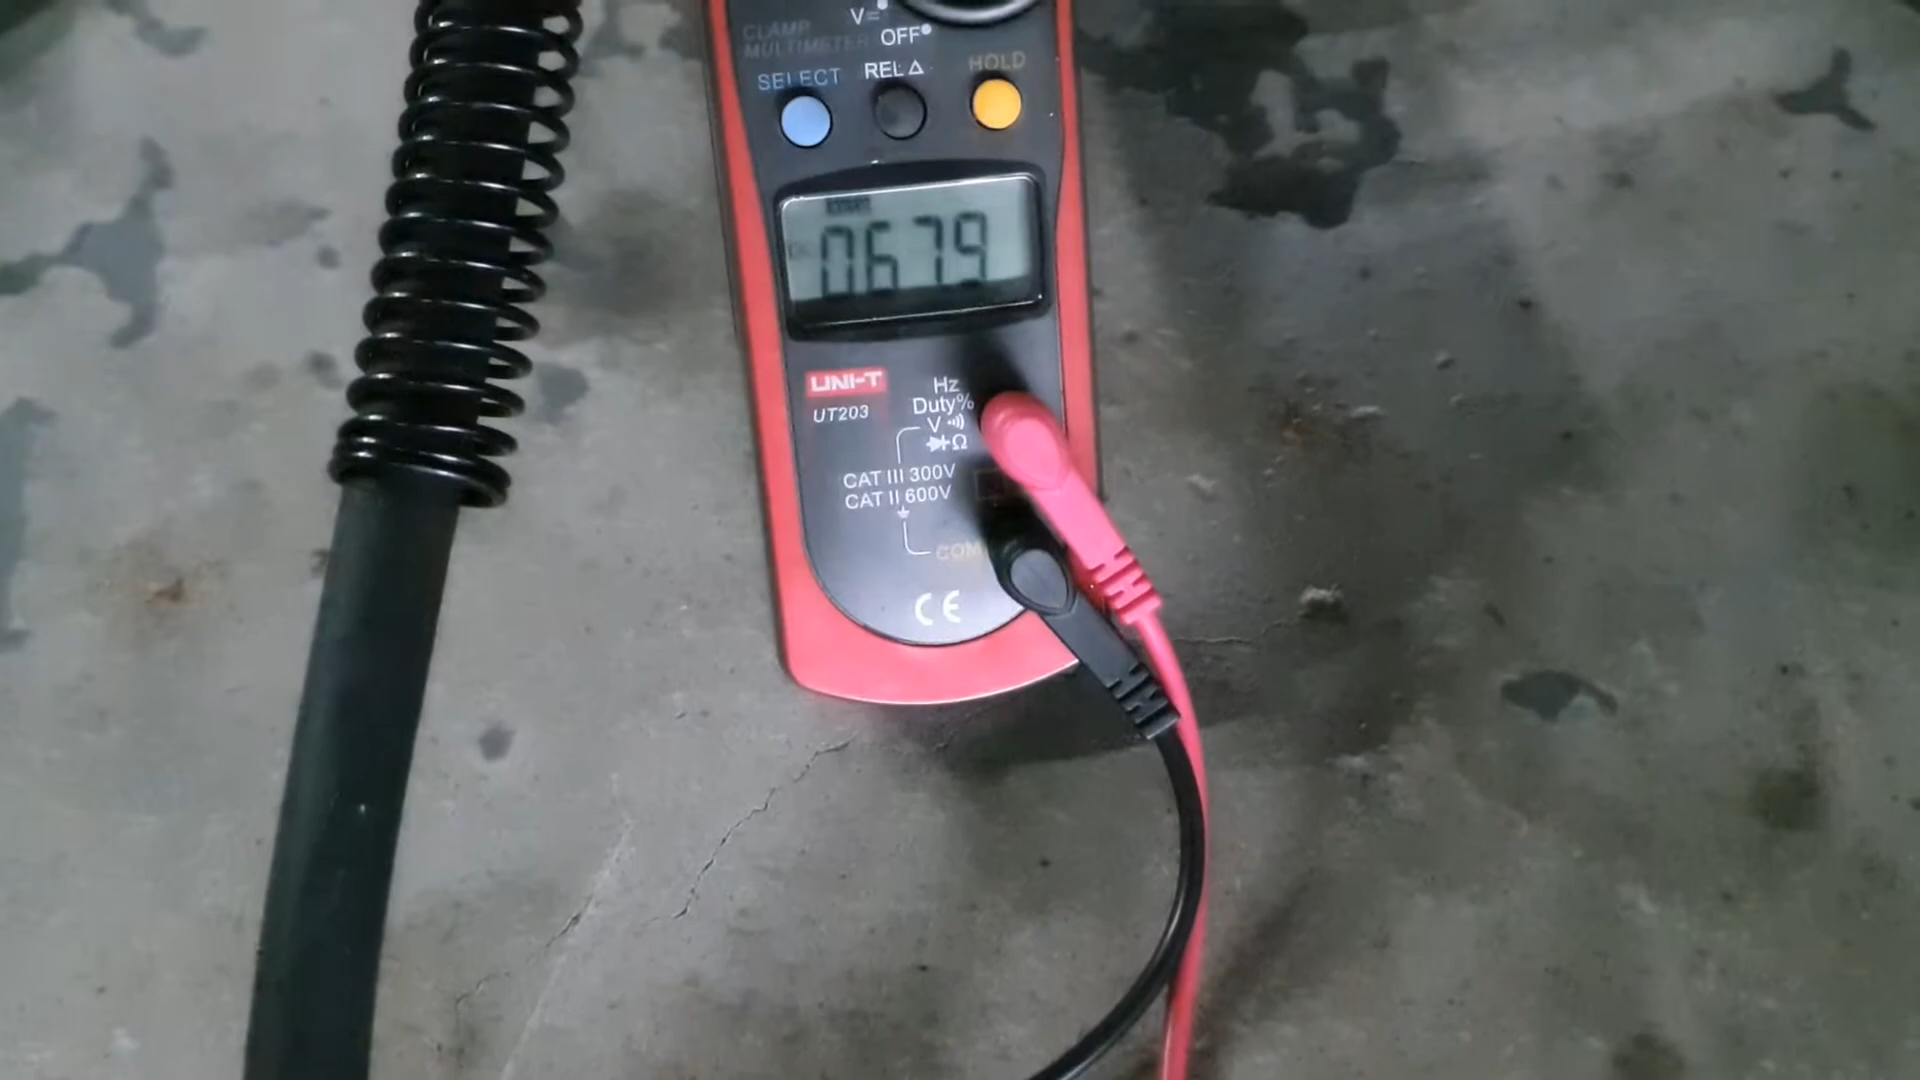 V⎓
CLAMP
MULTIMETER
OFF
SELECT
REL △
HOLD
0679
UNI-T
UT203
Hz
Duty%
V
Ω
CAT III 300V
CAT II 600V
COM
CE